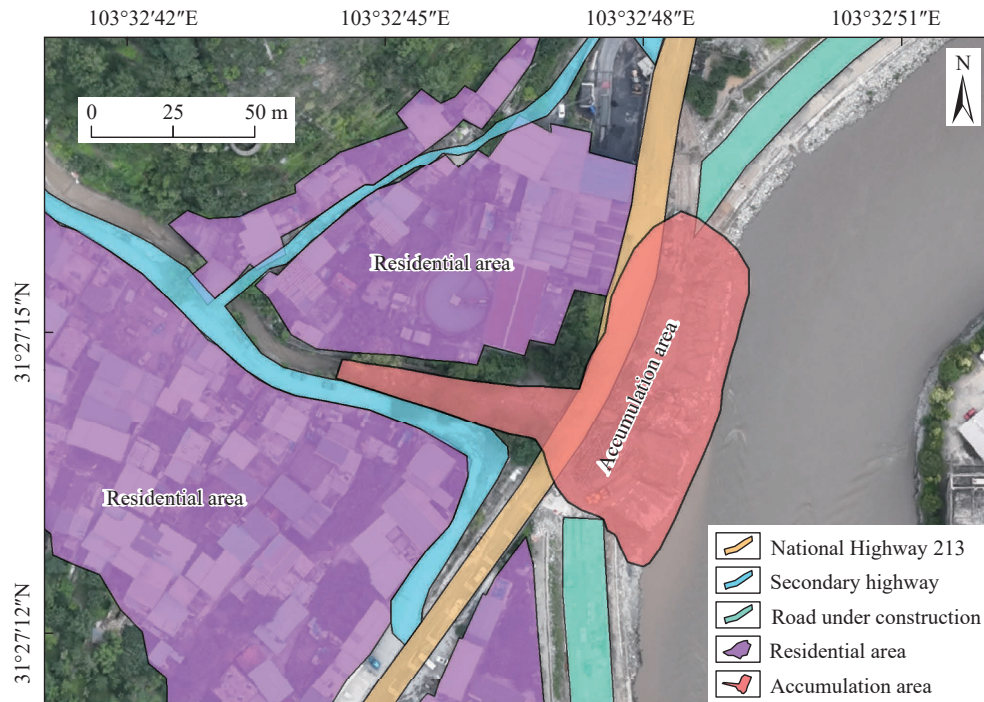 103°32′42″E
103°32′45″E
103°32′48″E
103°32′51″E
N
0 25 50 m
31°27′15″N
31°27′12″N
Residential area
Accumulation area
Residential area
National Highway 213
Secondary highway
Road under construction
Residential area
Accumulation area